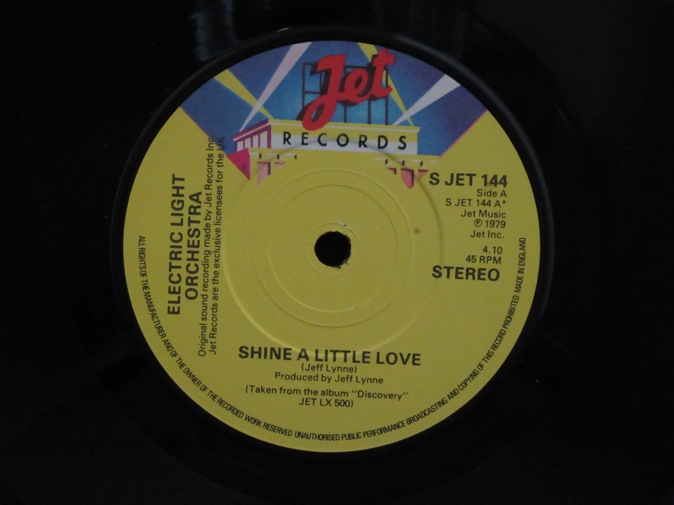 Jet
RECORDS
S JET 144
Side A
S JET 144 A*
Jet Music
℗ 1979
Jet Inc.
4.10
45 RPM
STEREO
ELECTRIC LIGHT
ORCHESTRA
Original sound recording made by Jet Records Inc.
Jet Records are the exclusive licensees for the UK
SHINE A LITTLE LOVE
(Jeff Lynne)
Produced by Jeff Lynne
(Taken from the album "Discovery"
JET LX 500)
ALL RIGHTS OF THE MANUFACTURER AND OF THE OWNER OF THE RECORDED WORK RESERVED · UNAUTHORISED PUBLIC PERFORMANCE BROADCASTING AND COPYING OF THIS RECORD PROHIBITED MADE IN ENGLAND